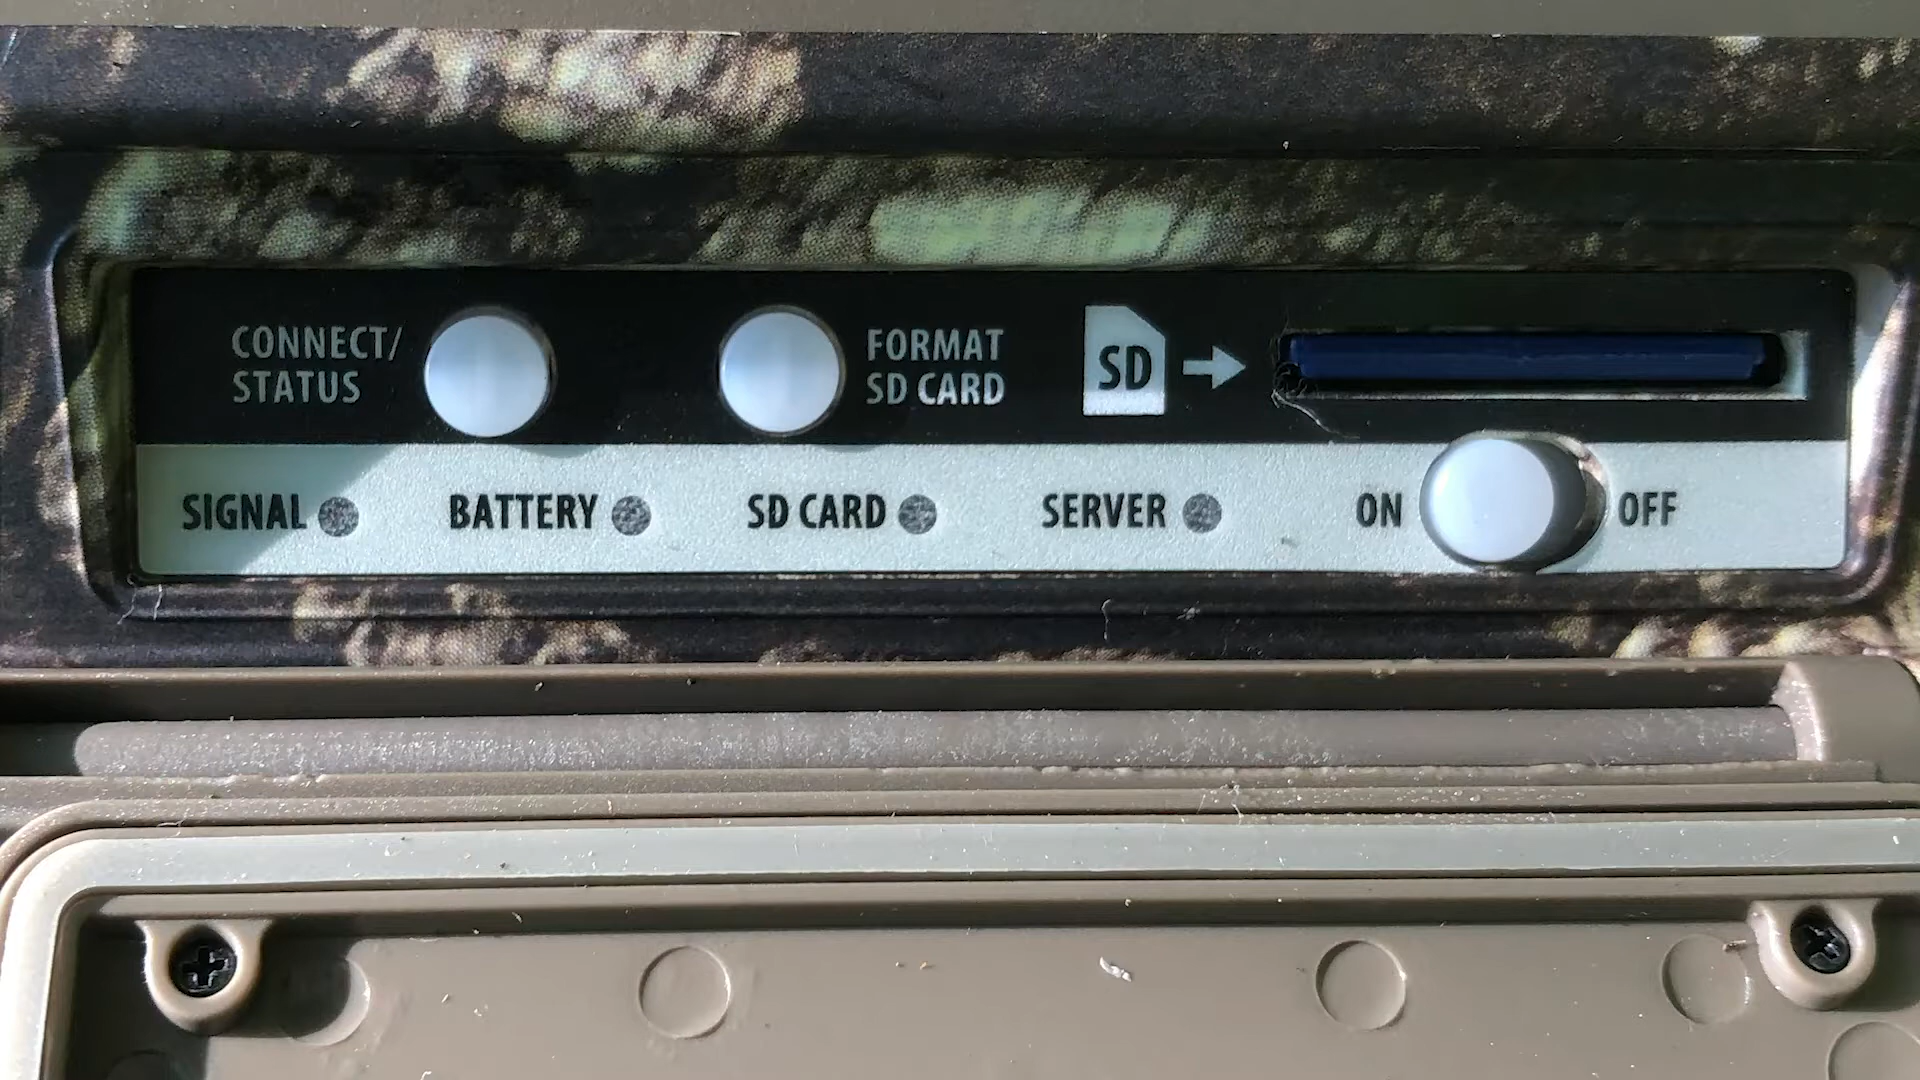 CONNECT/
STATUS
FORMAT
SD CARD
SD
SIGNAL
BATTERY
SD CARD
SERVER
ON
OFF